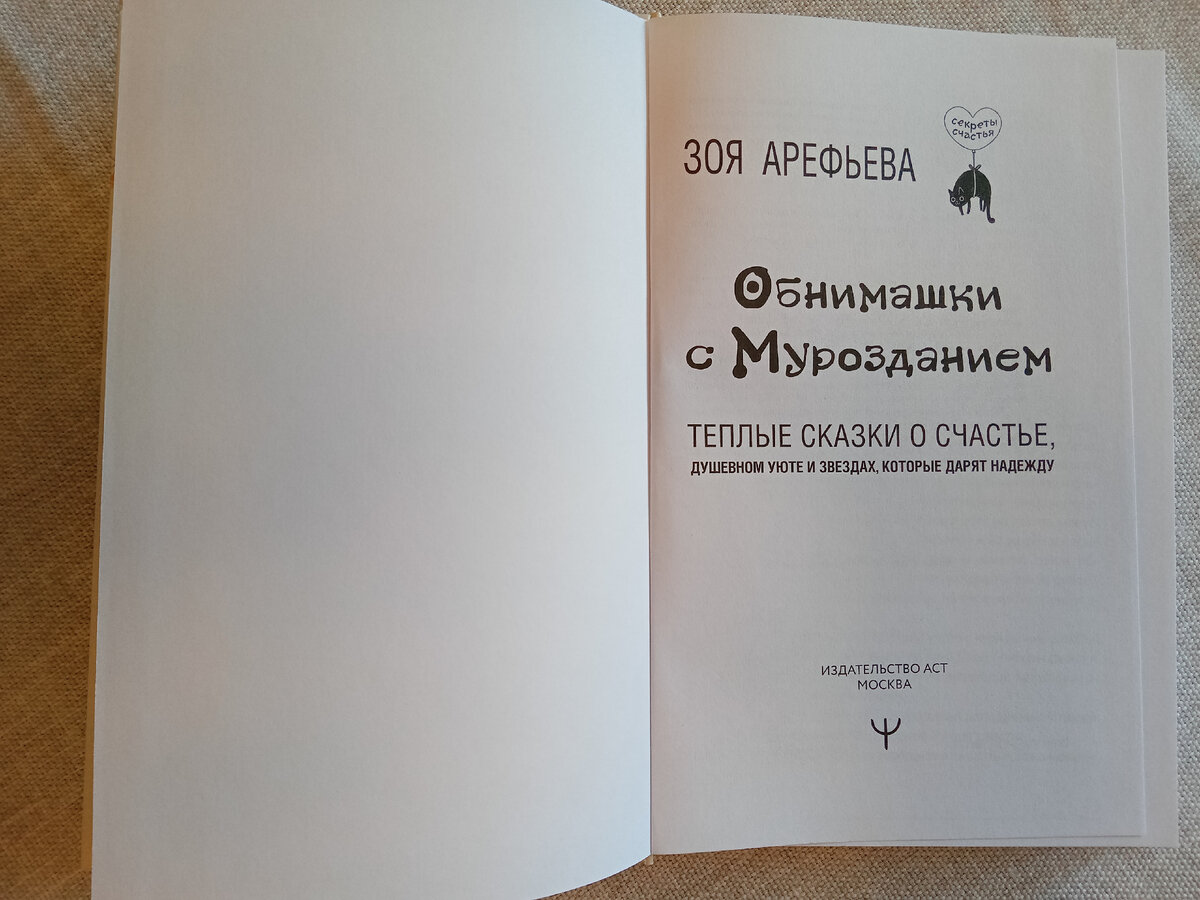 ЗОЯ АРЕФЬЕВА
секреты
счастья
Обнимашки
с Мурозданием
ТЕПЛЫЕ СКАЗКИ О СЧАСТЬЕ,
ДУШЕВНОМ УЮТЕ И ЗВЕЗДАХ, КОТОРЫЕ ДАРЯТ НАДЕЖДУ
ИЗДАТЕЛЬСТВО АСТ
МОСКВА